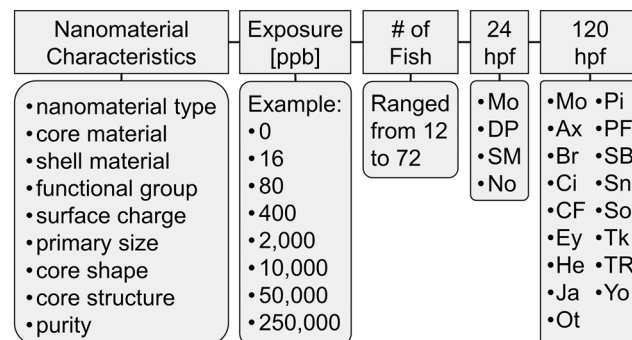 Nanomaterial
Characteristics
•nanomaterial type
•core material
•shell material
•functional group
•surface charge
•primary size
•core shape
•core structure
•purity
Exposure
[ppb]
Example:
•0
•16
•80
•400
•2,000
•10,000
•50,000
•250,000
# of
Fish
Ranged
from 12
to 72
24
hpf
•Mo
•DP
•SM
•No
120
hpf
•Mo •Pi
•Ax •PF
•Br •SB
•Ci •Sn
•CF •So
•Ey •Tk
•He •TR
•Ja •Yo
•Ot